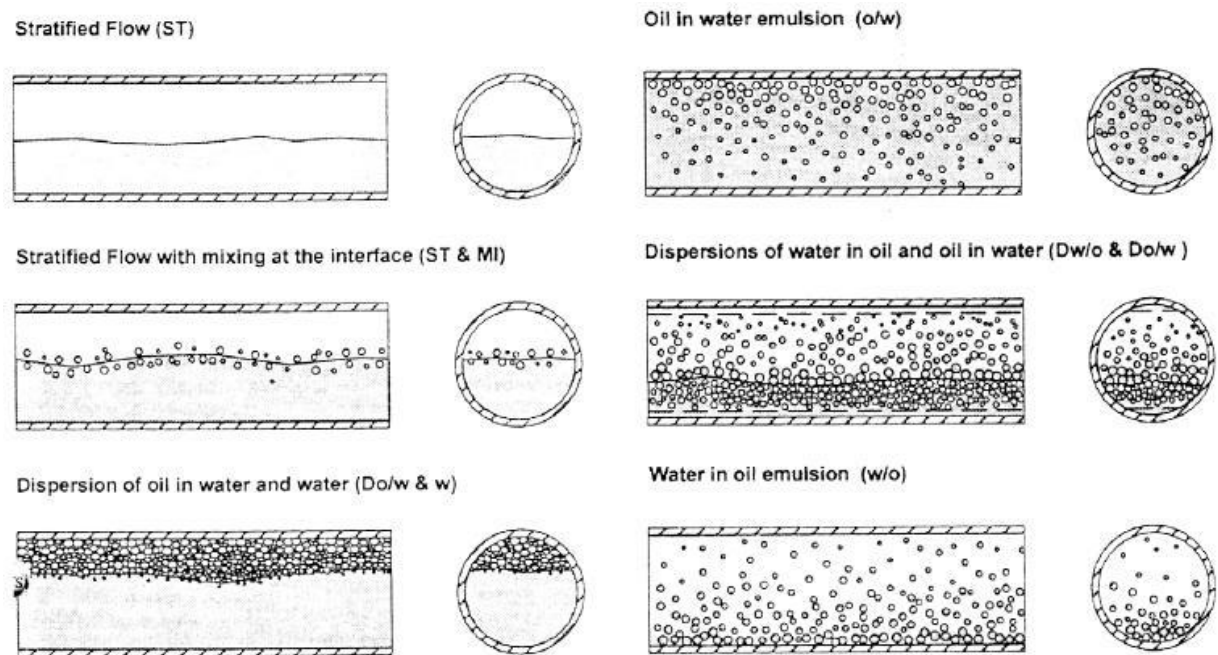 Stratified Flow (ST)
Oil in water emulsion (o/w)
Stratified Flow with mixing at the interface (ST & MI)
Dispersions of water in oil and oil in water (Dw/o & Do/w )
Dispersion of oil in water and water (Do/w & w)
Water in oil emulsion (w/o)